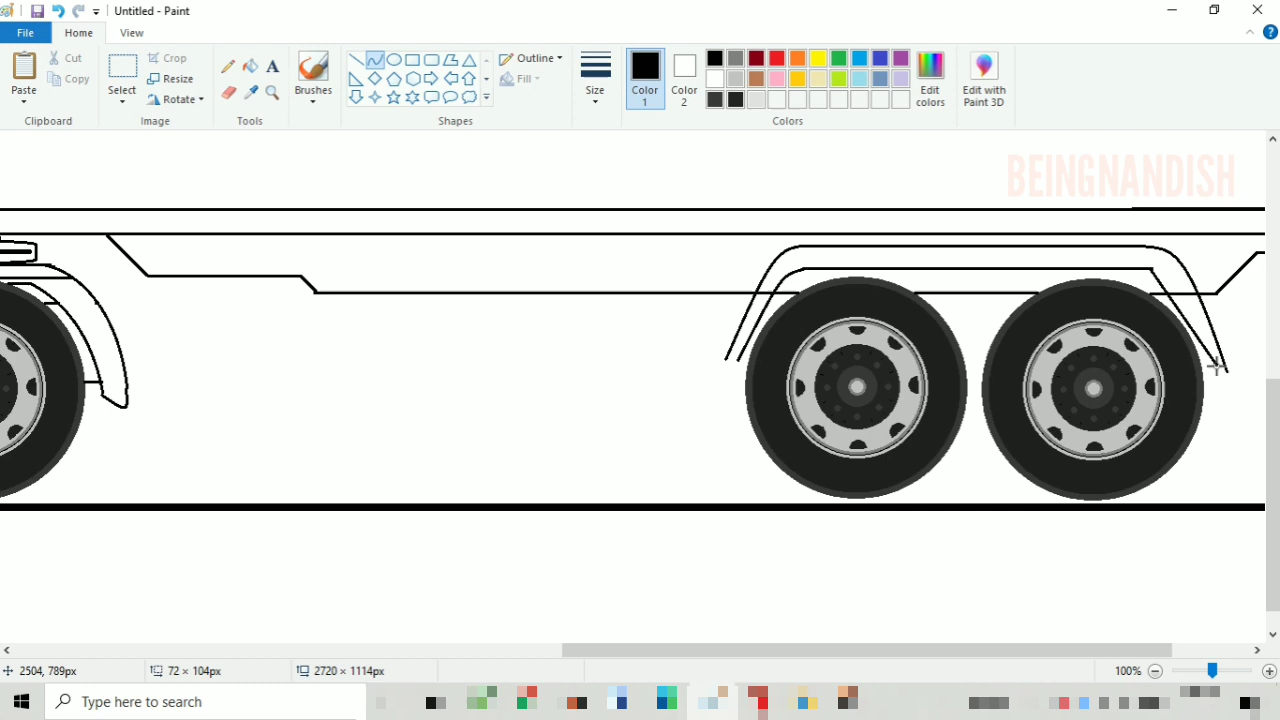 Untitled - Paint
File Home View
Paste
Cut
Copy
Clipboard
Select
Crop
Resize
Rotate
Image
Tools
Brushes
Shapes
Outline
Fill
Size
Color 1
Color 2
Edit colors
Colors
Edit with Paint 3D
BEINGNANDISH
2504, 789px
72 × 104px
2720 × 1114px
100%
Type here to search